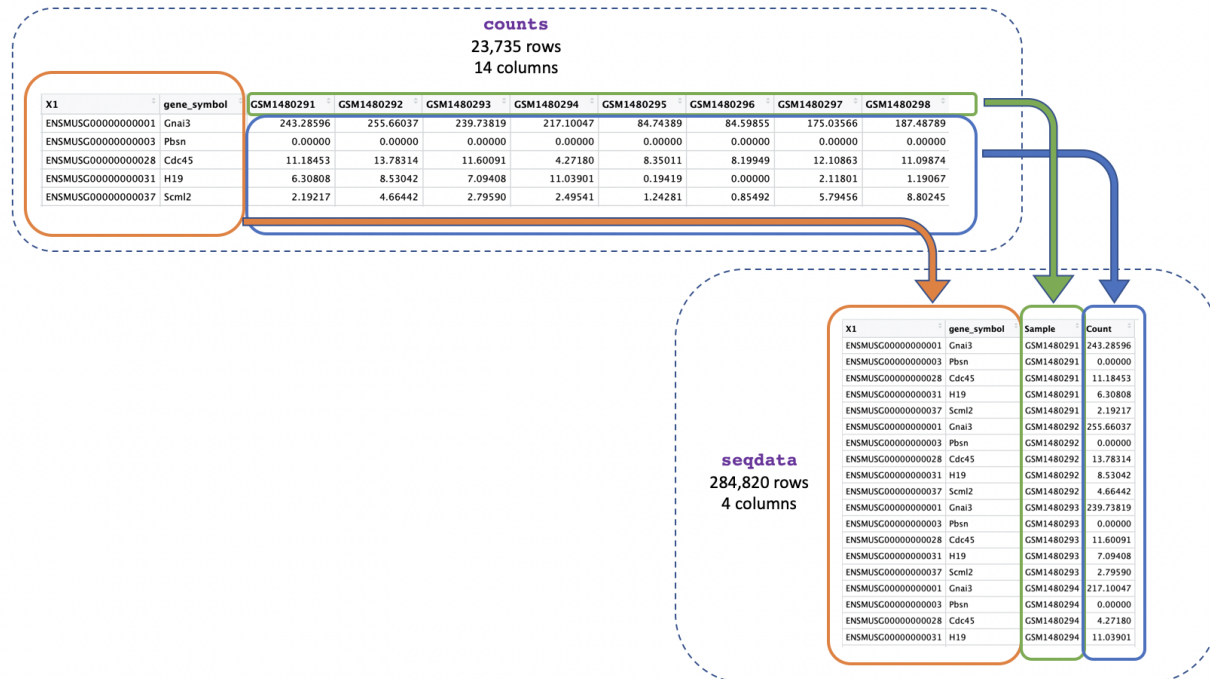 counts
23,735 rows
14 columns
X1 gene_symbol GSM1480291 GSM1480292 GSM1480293 GSM1480294 GSM1480295 GSM1480296 GSM1480297 GSM1480298
ENSMUSG00000000001 Gnai3 243.28596 255.66037 239.73819 217.10047 84.74389 84.59855 175.03566 187.48789
ENSMUSG00000000003 Pbsn 0.00000 0.00000 0.00000 0.00000 0.00000 0.00000 0.00000 0.00000
ENSMUSG00000000028 Cdc45 11.18453 13.78314 11.60091 4.27180 8.35011 8.19949 12.10863 11.09874
ENSMUSG00000000031 H19 6.30808 8.53042 7.09408 11.03901 0.19419 0.00000 2.11801 1.19067
ENSMUSG00000000037 Scml2 2.19217 4.66442 2.79590 2.49541 1.24281 0.85492 5.79456 8.80245
seqdata
284,820 rows
4 columns
X1 gene_symbol Sample Count
ENSMUSG00000000001 Gnai3 GSM1480291 243.28596
ENSMUSG00000000003 Pbsn GSM1480291 0.00000
ENSMUSG00000000028 Cdc45 GSM1480291 11.18453
ENSMUSG00000000031 H19 GSM1480291 6.30808
ENSMUSG00000000037 Scml2 GSM1480291 2.19217
ENSMUSG00000000001 Gnai3 GSM1480292 255.66037
ENSMUSG00000000003 Pbsn GSM1480292 0.00000
ENSMUSG00000000028 Cdc45 GSM1480292 13.78314
ENSMUSG00000000031 H19 GSM1480292 8.53042
ENSMUSG00000000037 Scml2 GSM1480292 4.66442
ENSMUSG00000000001 Gnai3 GSM1480293 239.73819
ENSMUSG00000000003 Pbsn GSM1480293 0.00000
ENSMUSG00000000028 Cdc45 GSM1480293 11.60091
ENSMUSG00000000031 H19 GSM1480293 7.09408
ENSMUSG00000000037 Scml2 GSM1480293 2.79590
ENSMUSG00000000001 Gnai3 GSM1480294 217.10047
ENSMUSG00000000003 Pbsn GSM1480294 0.00000
ENSMUSG00000000028 Cdc45 GSM1480294 4.27180
ENSMUSG00000000031 H19 GSM1480294 11.03901